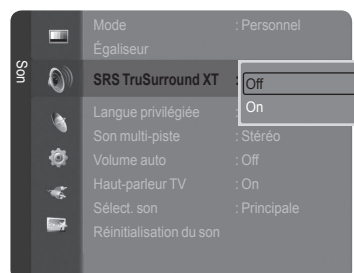 Son
Mode : Personnel
Égaliseur
SRS TruSurround XT : Off
On
Langue privilégiée :
Son multi-piste : Stéréo
Volume auto : Off
Haut-parleur TV : On
Sélect. son : Principale
Réinitialisation du son